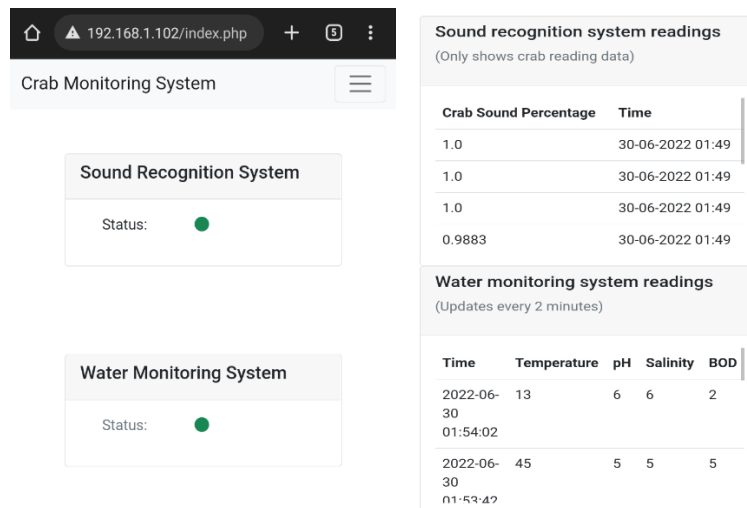 192.168.1.102/index.php
5
Crab Monitoring System
Sound Recognition System
Status:
Water Monitoring System
Status:
Sound recognition system readings
(Only shows crab reading data)
Crab Sound Percentage Time
1.0 30-06-2022 01:49
1.0 30-06-2022 01:49
1.0 30-06-2022 01:49
0.9883 30-06-2022 01:49
Water monitoring system readings
(Updates every 2 minutes)
Time Temperature pH Salinity BOD
2022-06- 13 6 6 2
30
01:54:02
2022-06- 45 5 5 5
30
01:53:42